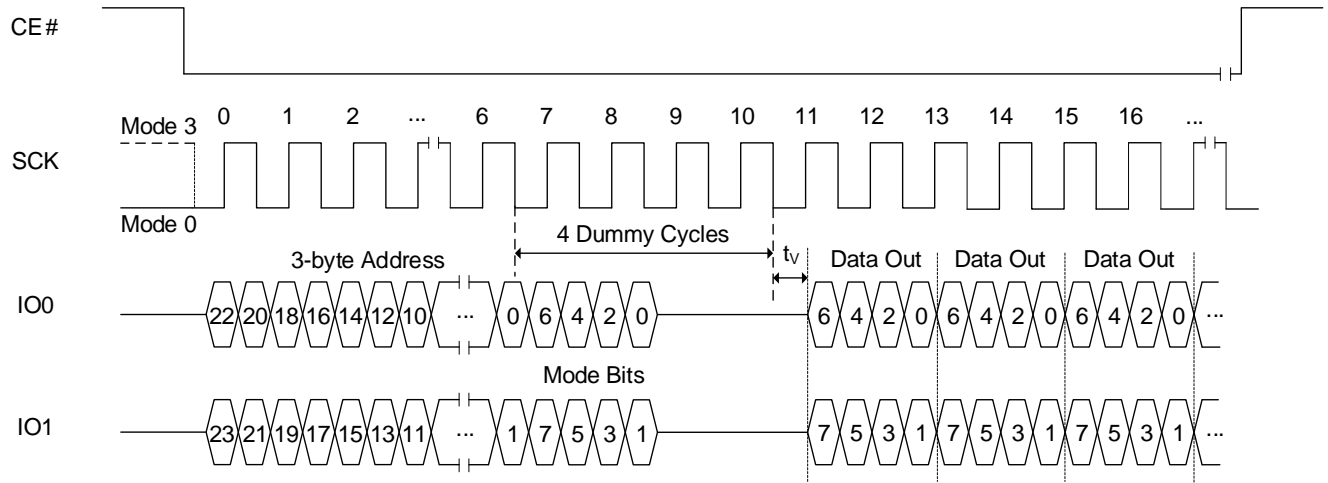 CE#
0 1 2 ... 6 7 8 9 10 11 12 13 14 15 16 ...
Mode 3
SCK
Mode 0
4 Dummy Cycles
3-byte Address
tV
Data Out Data Out Data Out
IO0
22 20 18 16 14 12 10 ... 0 6 4 2 0 6 4 2 0 6 4 2 0 6 4 2 0 ...
Mode Bits
IO1
23 21 19 17 15 13 11 ... 1 7 5 3 1 7 5 3 1 7 5 3 1 7 5 3 1 ...